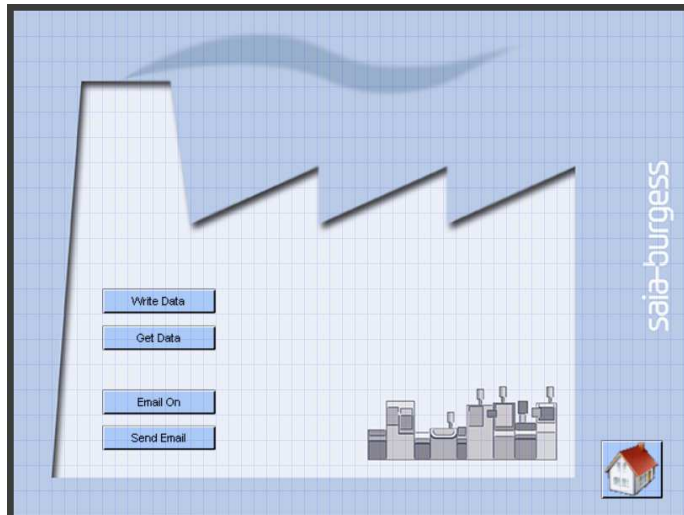 Write Data
Get Data
Email On
Send Email
saia-burgess